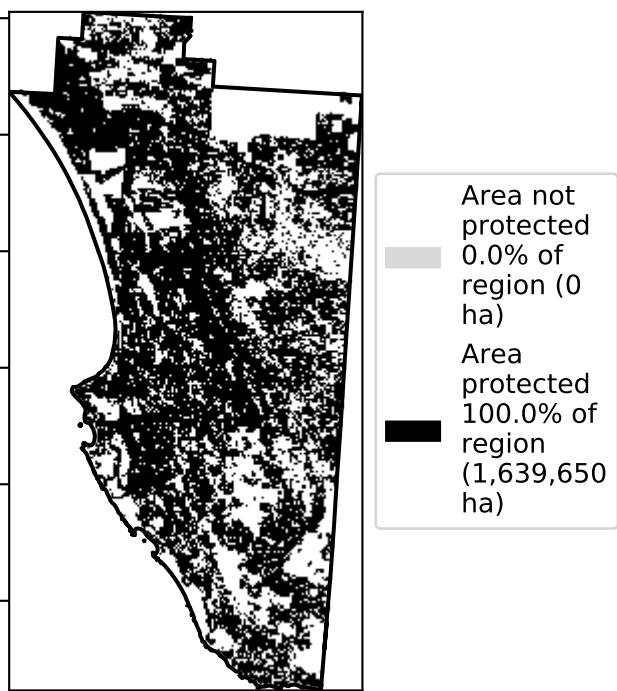 Area not
protected
0.0% of
region (0
ha)
Area
protected
100.0% of
region
(1,639,650
ha)